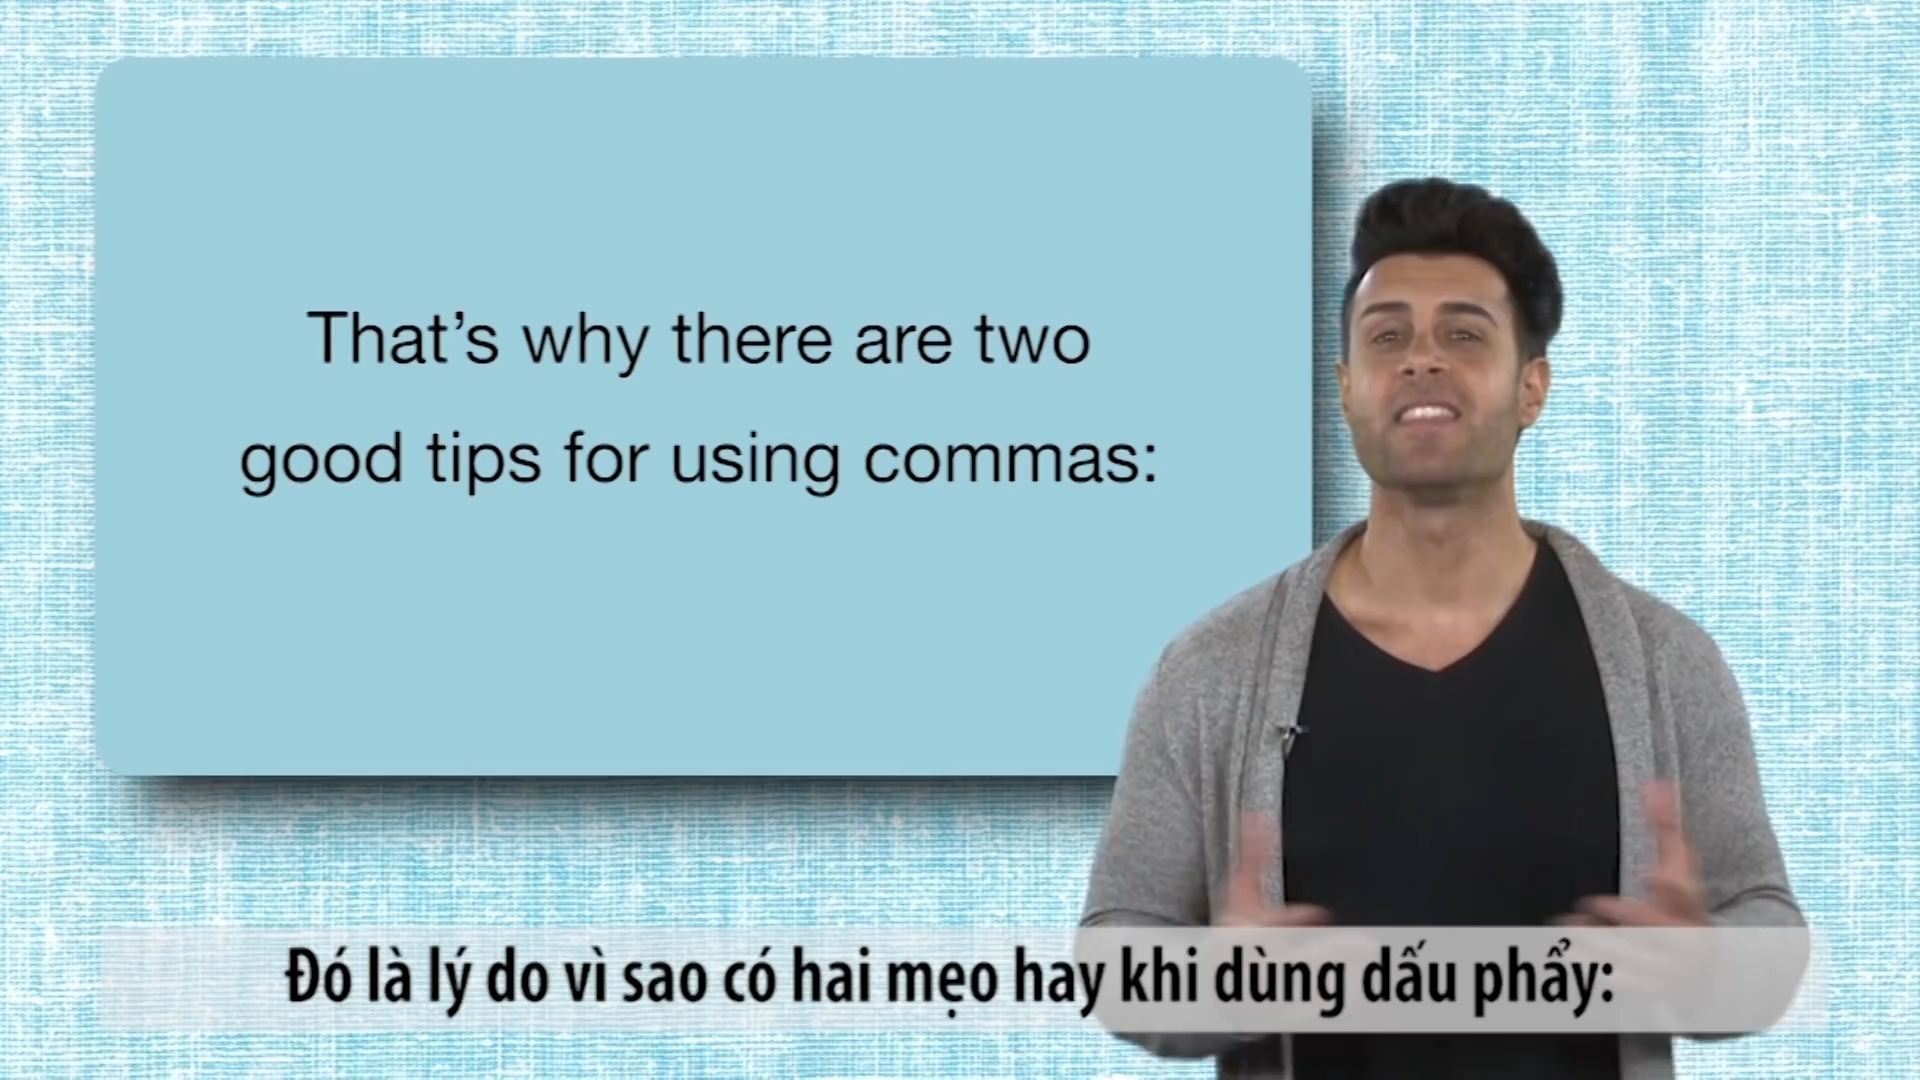 That’s why there are two
good tips for using commas:
Đó là lý do vì sao có hai mẹo hay khi dùng dấu phẩy: